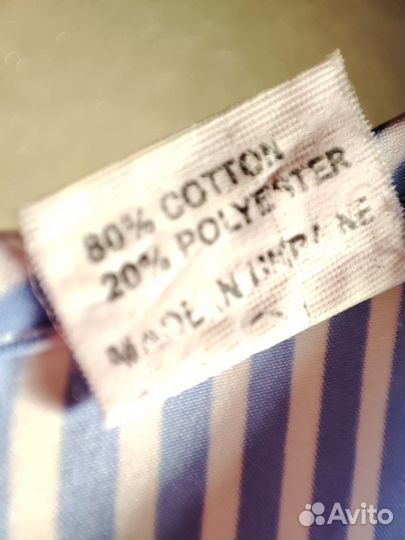 80% COTTON
20% POLYESTER
MADE IN UKRAINE
Avito